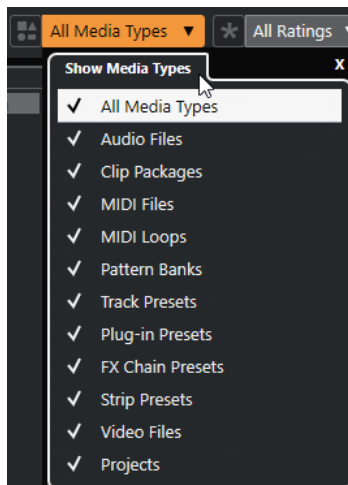 All Media Types All Ratings
Show Media Types X
All Media Types
Audio Files
Clip Packages
MIDI Files
MIDI Loops
Pattern Banks
Track Presets
Plug-in Presets
FX Chain Presets
Strip Presets
Video Files
Projects